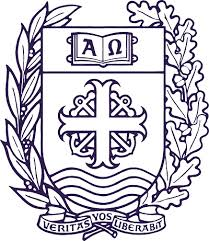 Α Ω
VERITAS VOS LIBERABIT